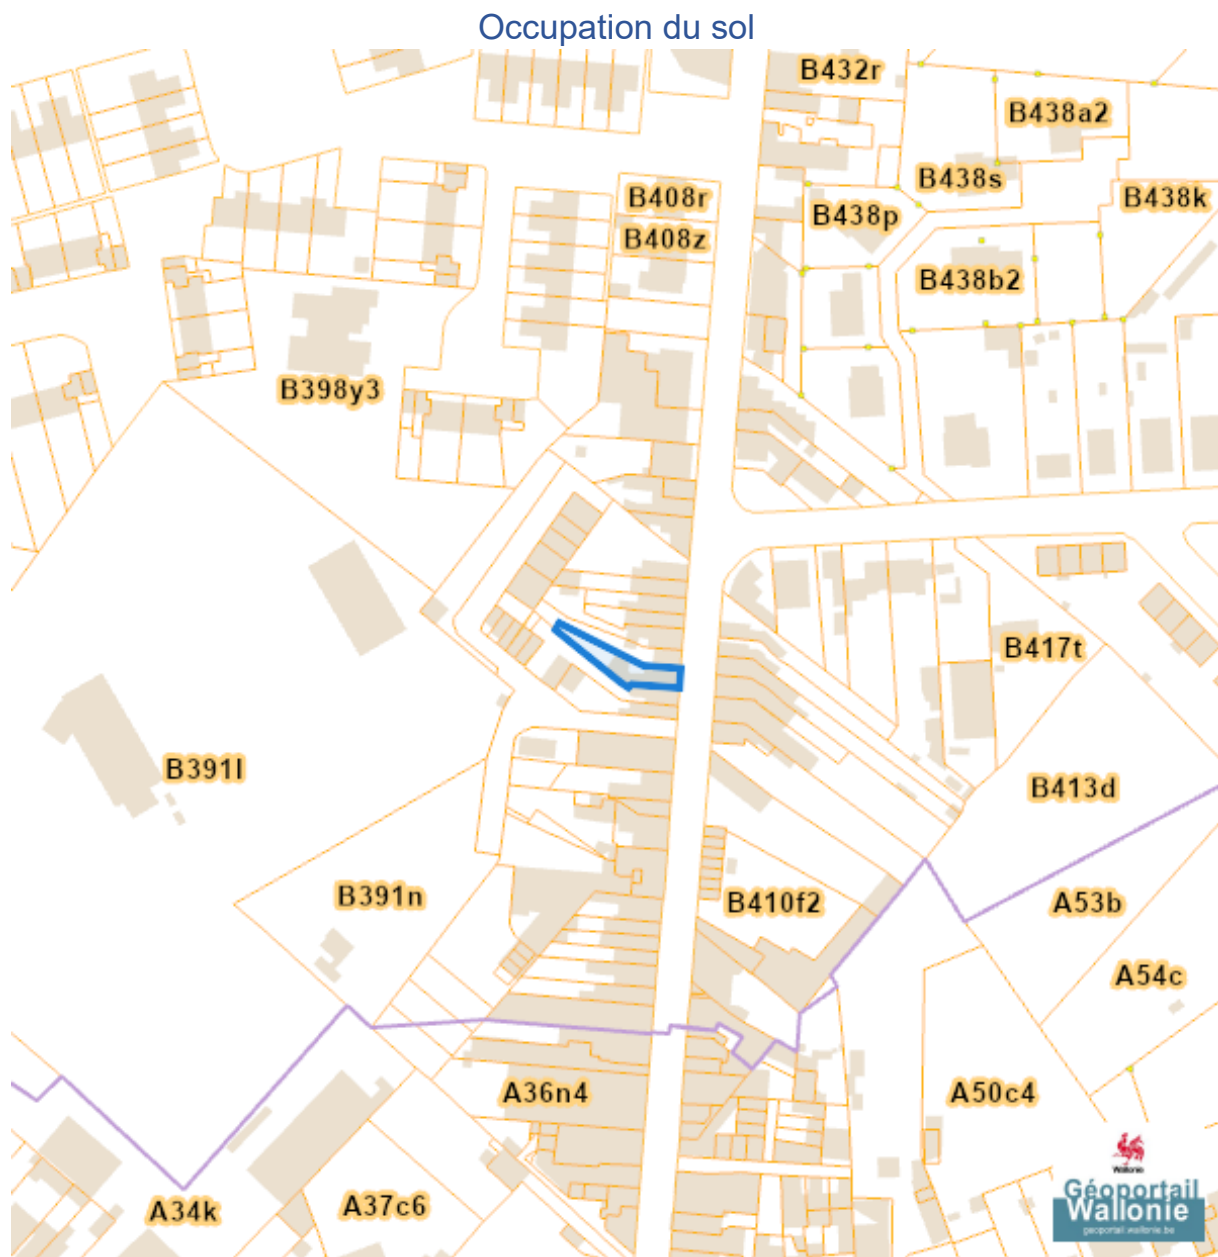 Occupation du sol
B432r
B438a2
B438s
B438k
B408r
B438p
B408z
B438b2
B398y3
B417t
B391l
B413d
B391n
B410f2
A53b
A54c
A36n4
A50c4
A34k
A37c6
Wallonie
Géoportail
Wallonie
geoportail.wallonie.be